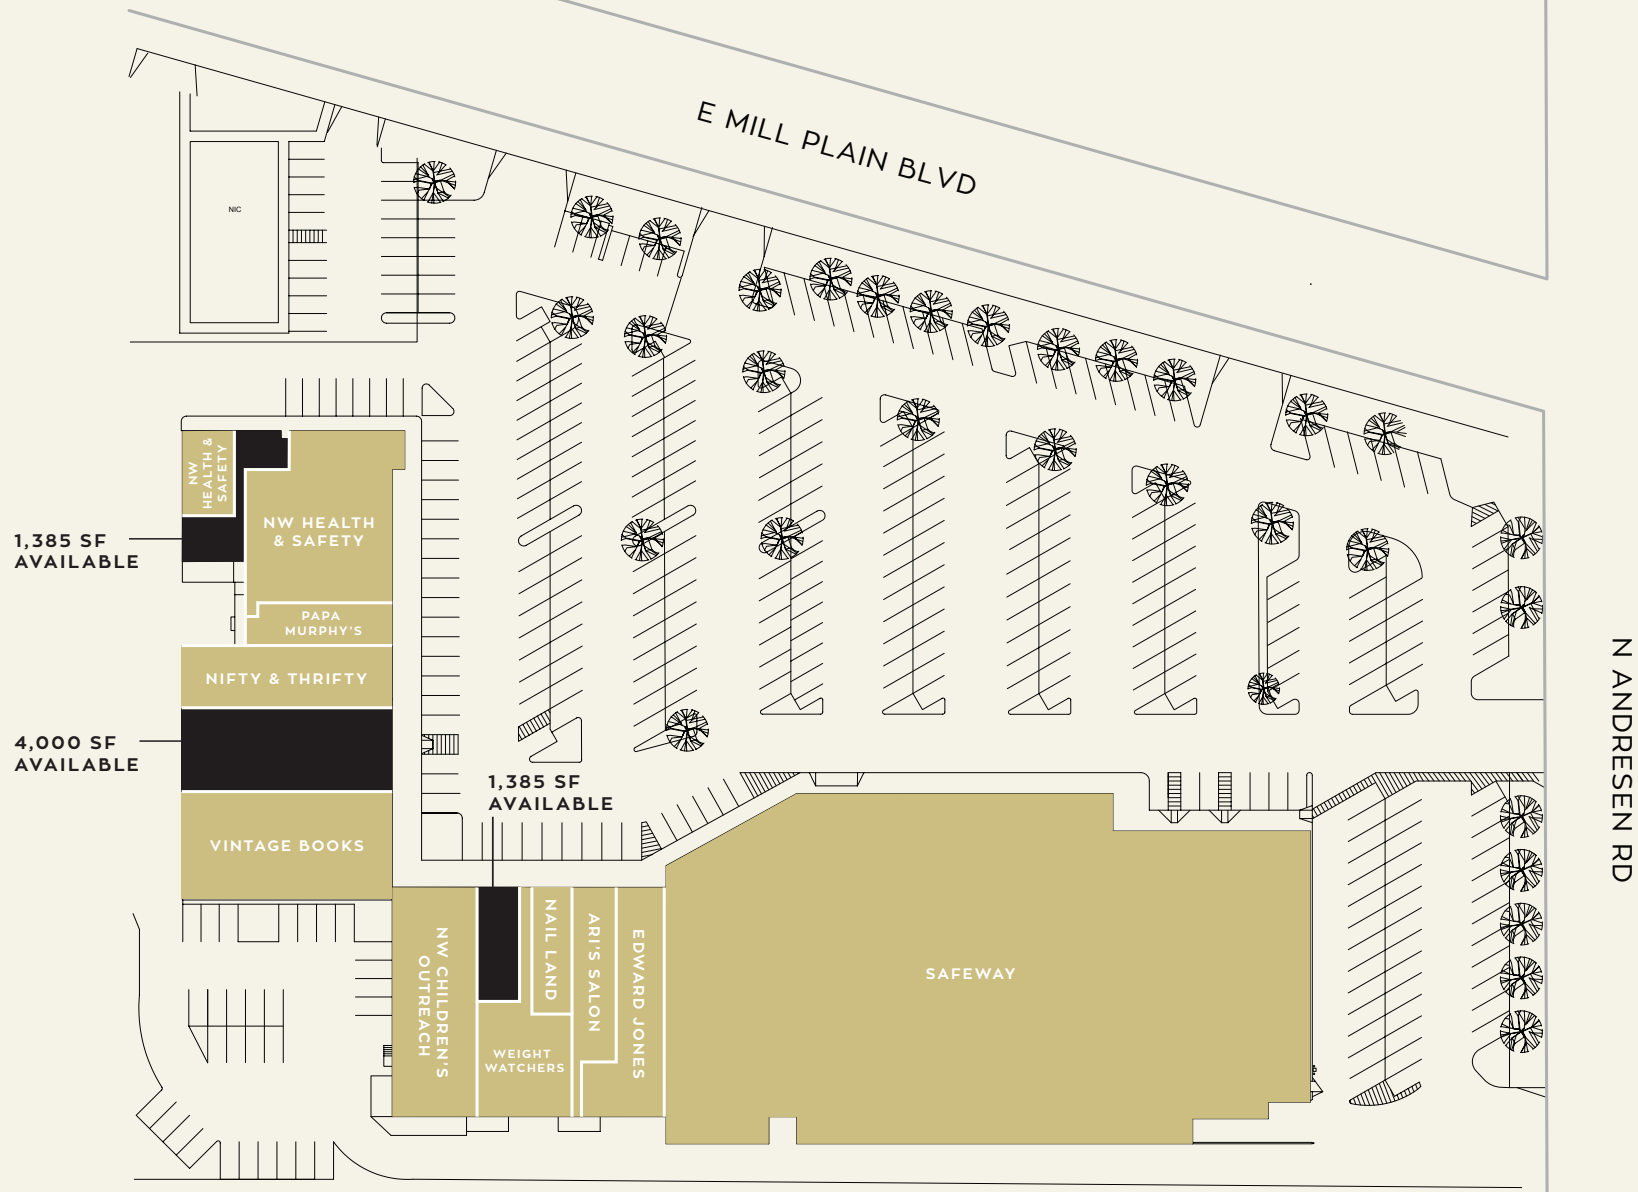 E MILL PLAIN BLVD
NIC
NW
HEALTH &
SAFETY
NW HEALTH
& SAFETY
1,385 SF
AVAILABLE
PAPA
MURPHY'S
N ANDRESEN RD
NIFTY & THRIFTY
4,000 SF
AVAILABLE
1,385 SF
AVAILABLE
VINTAGE BOOKS
NW CHILDREN'S
OUTREACH
NAIL LAND
ARI'S SALON
EDWARD JONES
SAFEWAY
WEIGHT
WATCHERS